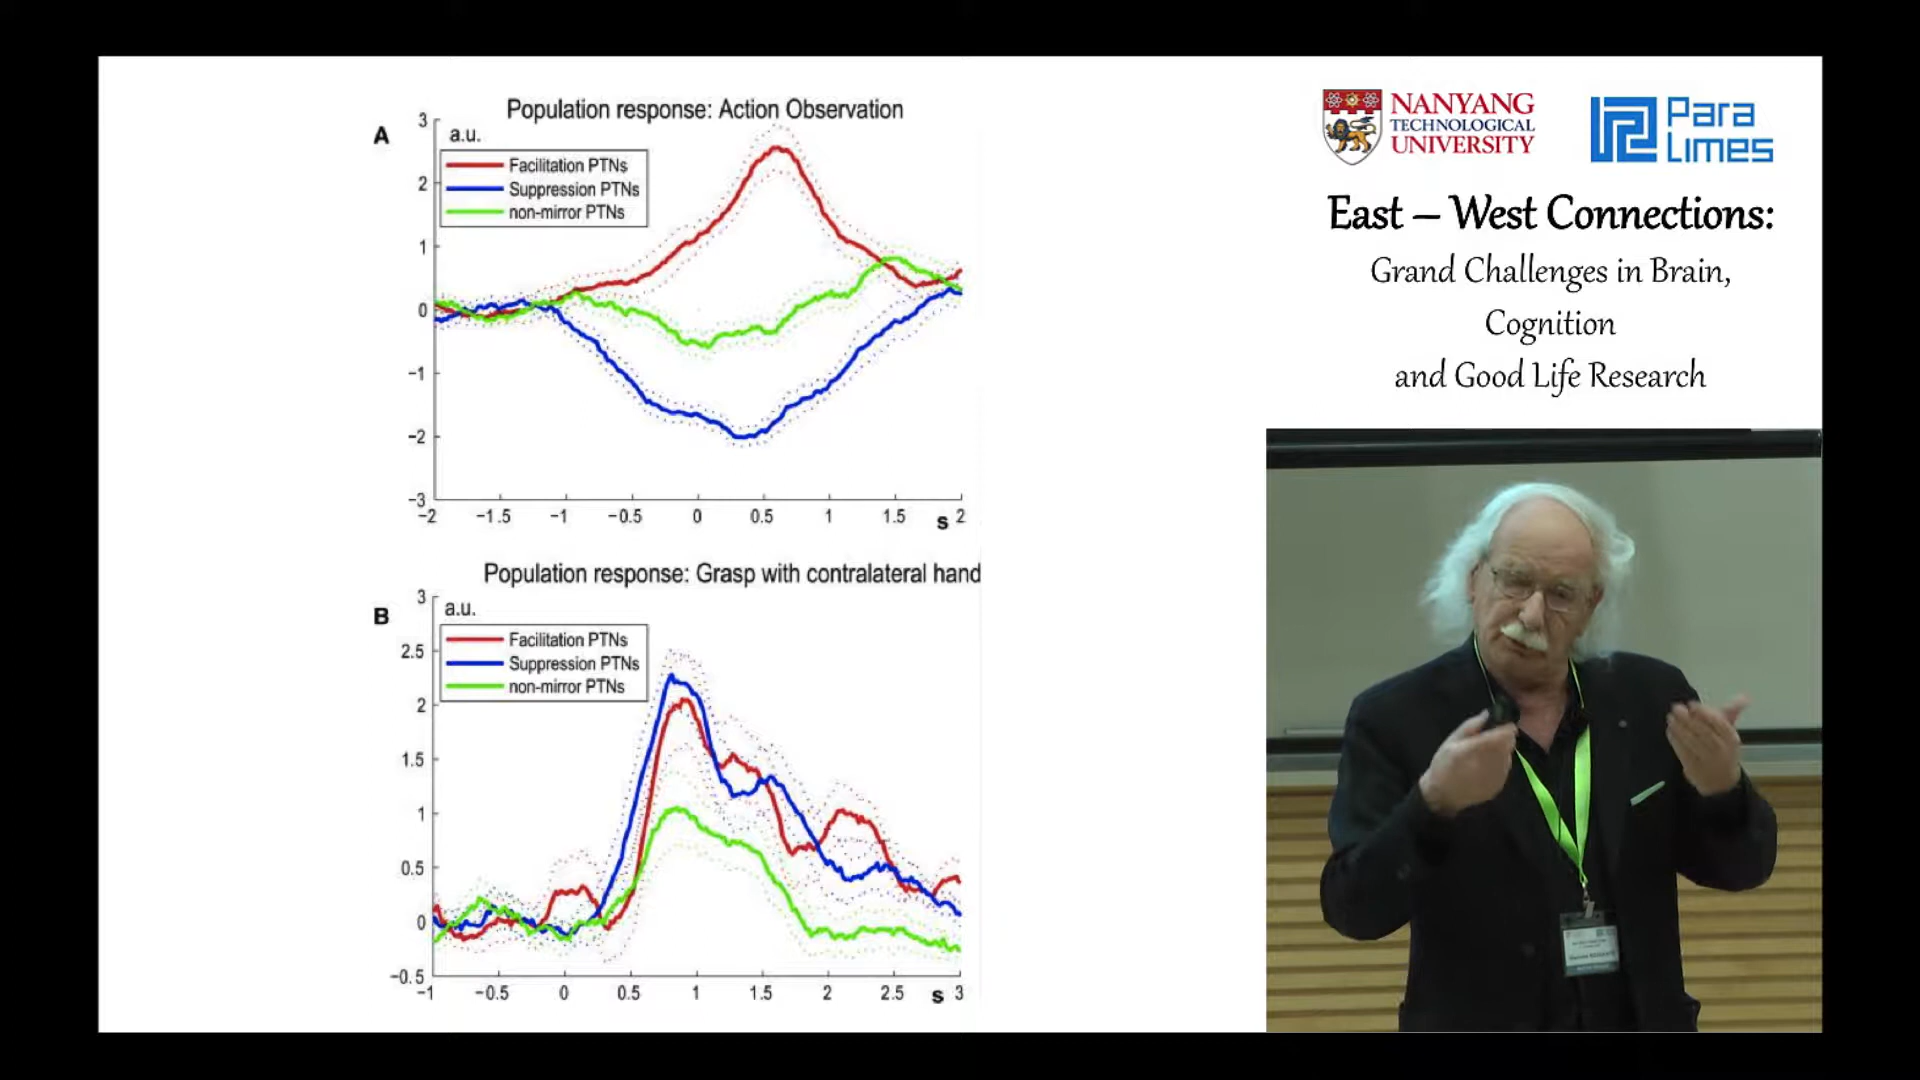 Population response: Action Observation
A
a.u.
Facilitation PTNs
Suppression PTNs
non-mirror PTNs
3
2
1
0
−1
−2
−3
−2 −1.5 −1 −0.5 0 0.5 1 1.5 s 2
Population response: Grasp with contralateral hand
B
a.u.
Facilitation PTNs
Suppression PTNs
non-mirror PTNs
3
2.5
2
1.5
1
0.5
0
−0.5
−1 −0.5 0 0.5 1 1.5 2 2.5 s 3
NANYANG
TECHNOLOGICAL
UNIVERSITY
Para
Limes
East – West Connections:
Grand Challenges in Brain,
Cognition
and Good Life Research